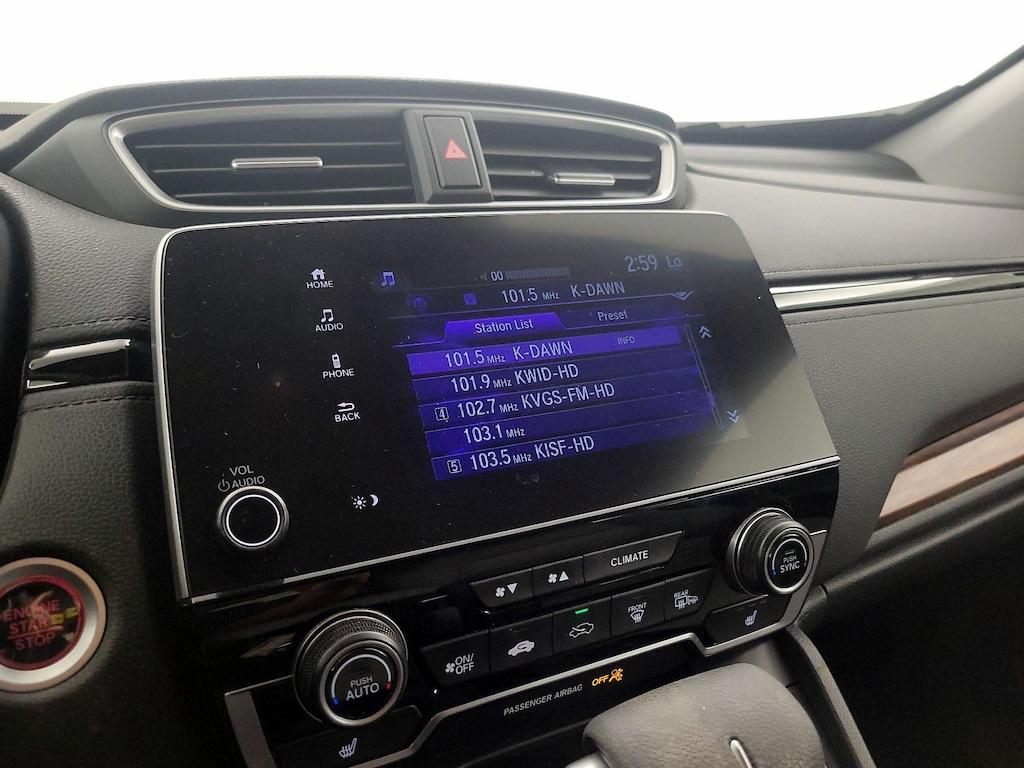 HOME
AUDIO
PHONE
BACK
VOL
AUDIO
00
2:59 Lo
101.5 MHz K-DAWN
Station List
Preset
101.5 MHz K-DAWN INFO
101.9 MHz KWID-HD
4 102.7 MHz KVGS-FM-HD
103.1 MHz
5 103.5 MHz KISF-HD
CLIMATE
PUSH
SYNC
FRONT
REAR
ON/
OFF
PUSH
AUTO
PASSENGER AIRBAG OFF
ENGINE
START
STOP